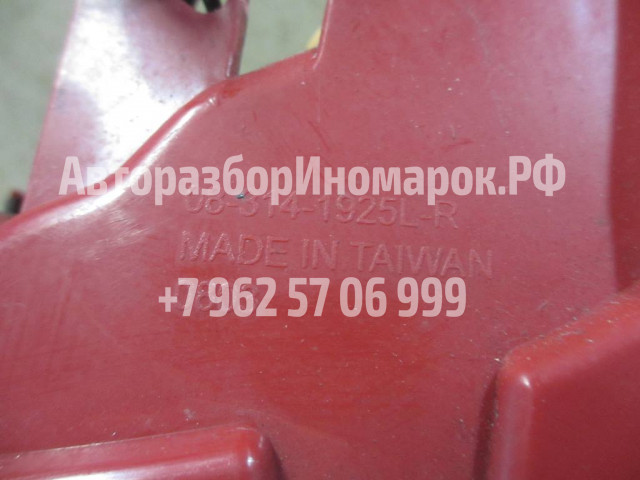 АвторазборИномарок.РФ
08-314-1925L-R
MADE IN TAIWAN
+7 962 57 06 999